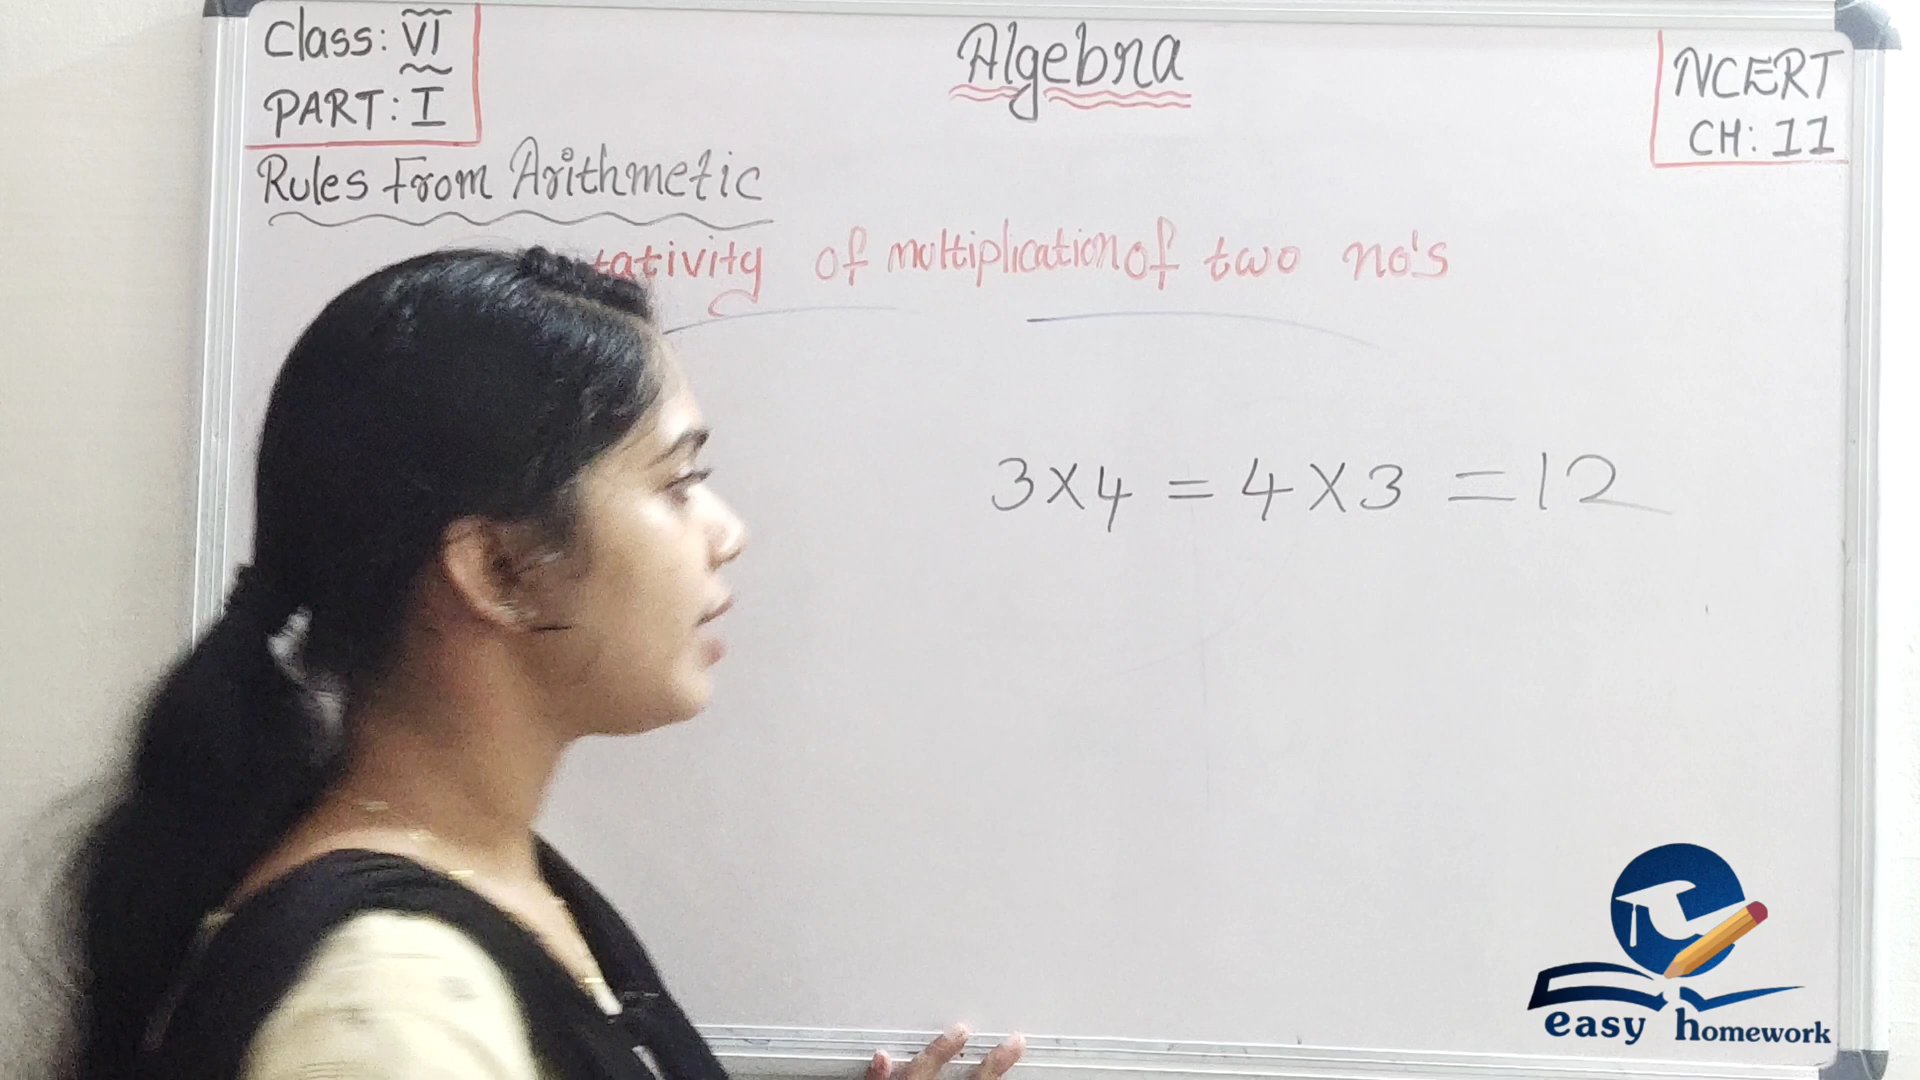 Class: VI
PART: I
Algebra
NCERT
CH: 11
Rules From Arithmetic
tativity of multiplication of two no's
3 × 4 = 4 × 3 = 12
easy homework